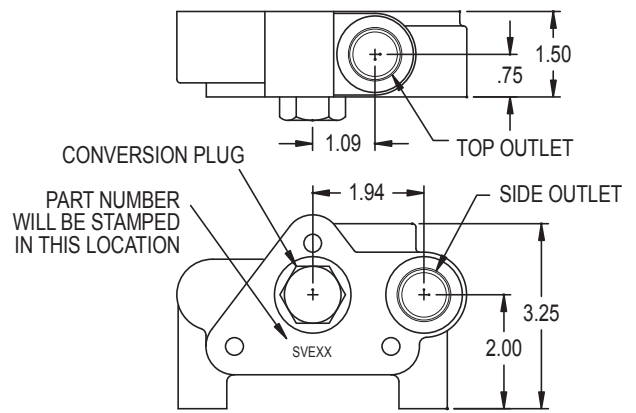 1.50
.75
1.09
TOP OUTLET
CONVERSION PLUG
1.94
SIDE OUTLET
PART NUMBER
WILL BE STAMPED
IN THIS LOCATION
3.25
2.00
SVEXX